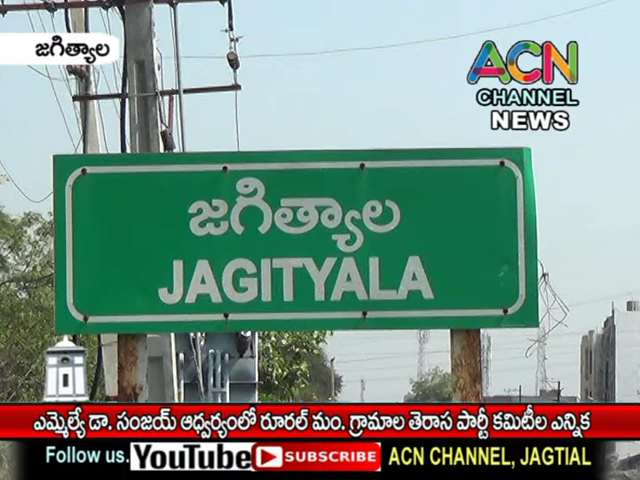 జగిత్యాల
ACN
CHANNEL
NEWS
జగిత్యాల
JAGITYALA
ఎమ్మెల్యే డా. సంజయ్ ఆధ్వర్యంలో రూరల్ మం. గ్రామాల తెరాస పార్టీ కమిటీల ఎన్నిక
Follow us. YouTube SUBSCRIBE ACN CHANNEL, JAGTIAL